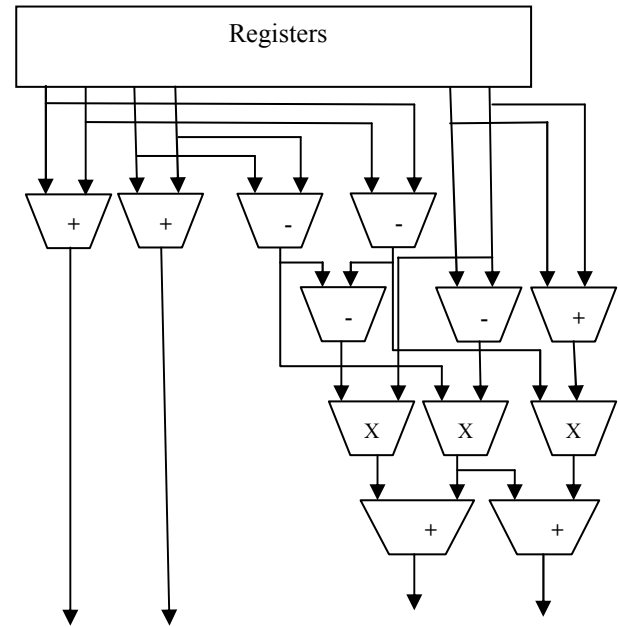 Registers
+ + - -
- - +
X X X
+ +